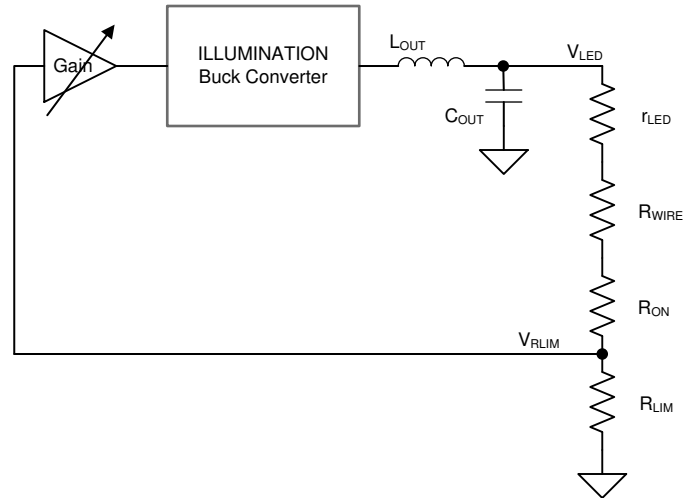 Gain
ILLUMINATION
Buck Converter
LOUT
COUT
VLED
rLED
RWIRE
RON
VRLIM
RLIM